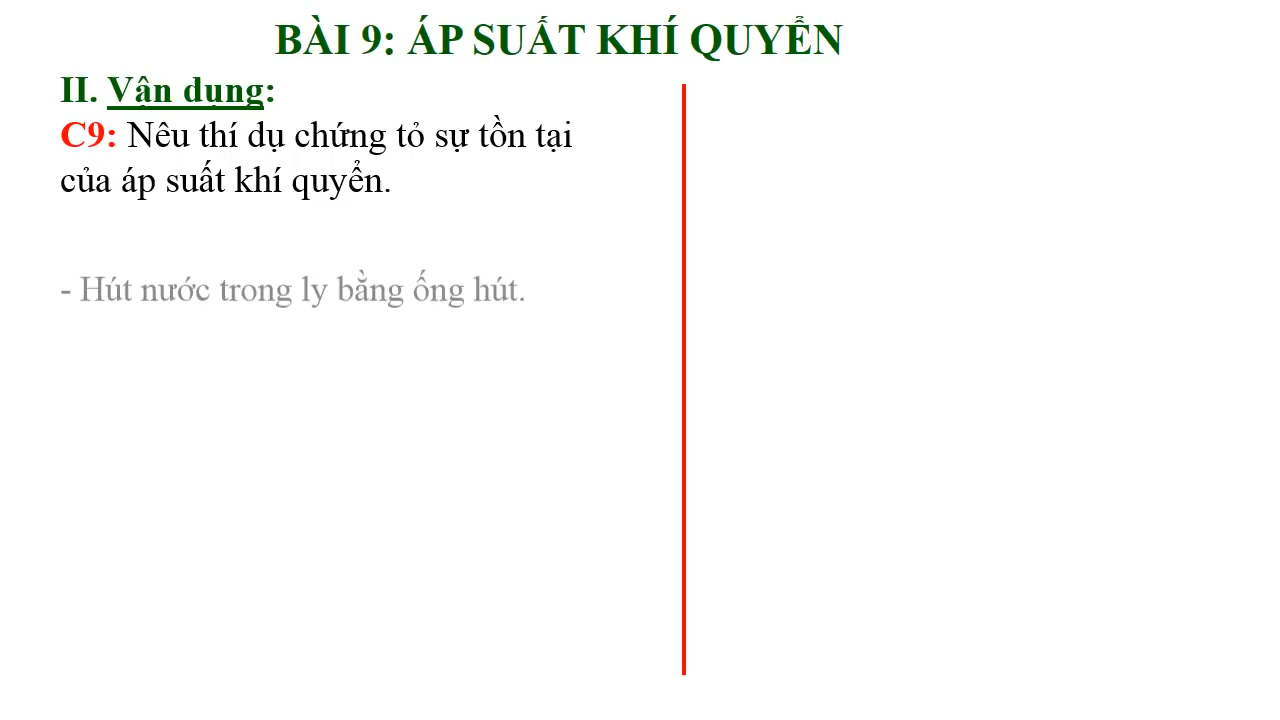 BÀI 9: ÁP SUẤT KHÍ QUYỂN
II. Vận dụng:
C9: Nêu thí dụ chứng tỏ sự tồn tại
của áp suất khí quyển.
- Hút nước trong ly bằng ống hút.